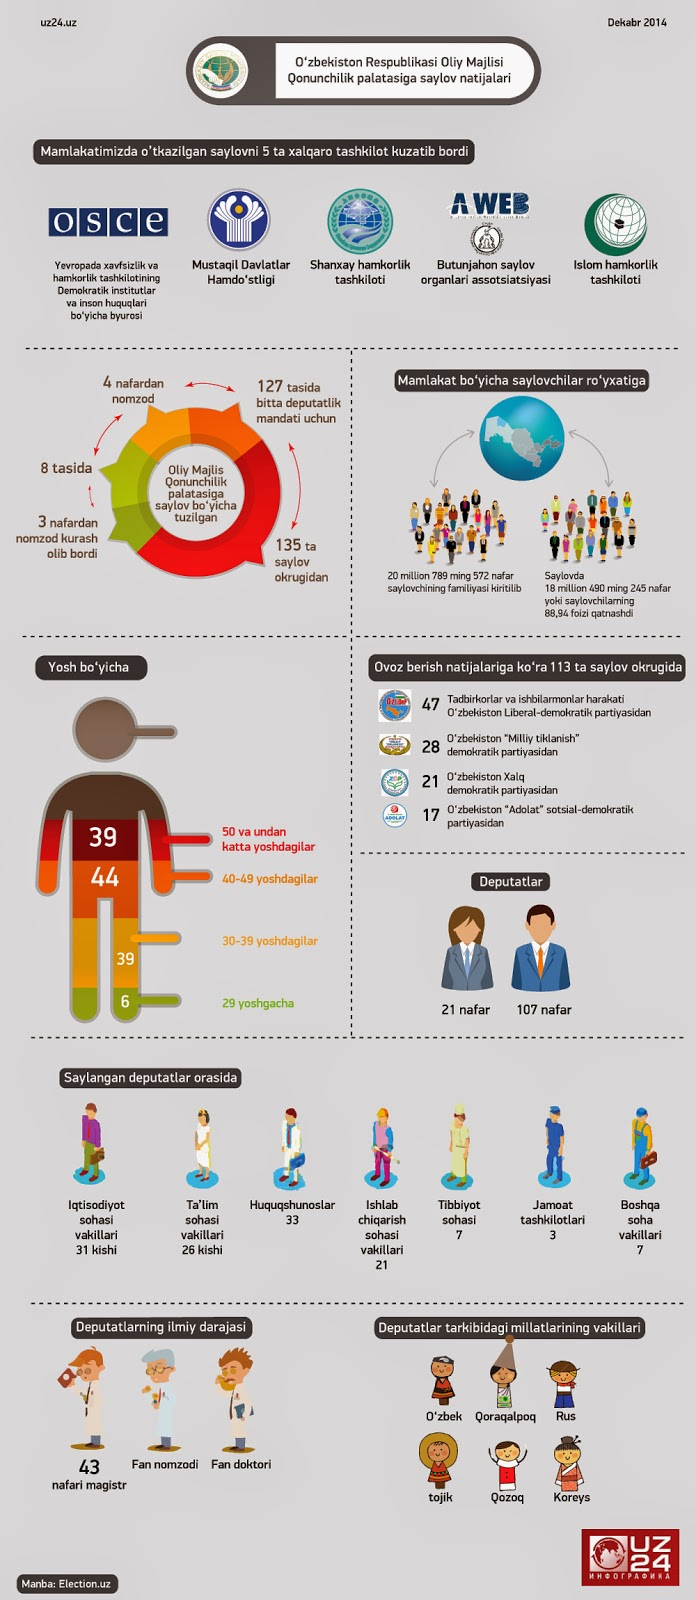 uz24.uz
Dekabr 2014
O‘zbekiston Respublikasi Oliy Majlisi
Qonunchilik palatasiga saylov natijalari
Mamlakatimizda o’tkazilgan saylovni 5 ta xalqaro tashkilot kuzatib bordi
osce
Yevropada xavfsizlik va
hamkorlik tashkilotining
Demokratik institutlar
va inson huquqlari
bo‘yicha byurosi
Mustaqil Davlatlar
Hamdo‘stligi
Shanxay hamkorlik
tashkiloti
A WEB
Butunjahon saylov
organlari assotsiatsiyasi
Islom hamkorlik
tashkiloti
4 nafardan
nomzod
127 tasida
bitta deputatlik
mandati uchun
8 tasida
3 nafardan
nomzod kurash
olib bordi
Oliy Majlis
Qonunchilik
palatasiga
saylov bo‘yicha
tuzilgan
135 ta
saylov
okrugidan
Mamlakat bo‘yicha saylovchilar ro‘yxatiga
20 million 789 ming 572 nafar
saylovchining familiyasi kiritilib
Saylovda
18 million 490 ming 245 nafar
yoki saylovchilarning
88,94 foizi qatnashdi
Yosh bo‘yicha
39
50 va undan
katta yoshdagilar
44
40-49 yoshdagilar
39
30-39 yoshdagilar
6
29 yoshgacha
Ovoz berish natijalariga ko‘ra 113 ta saylov okrugida
47 Tadbirkorlar va ishbilarmonlar harakati
O‘zbekiston Liberal-demokratik partiyasidan
28 O‘zbekiston “Milliy tiklanish”
demokratik partiyasidan
21 O‘zbekiston Xalq
demokratik partiyasidan
ADOLAT
17 O‘zbekiston “Adolat” sotsial-demokratik
partiyasidan
Deputatlar
21 nafar
107 nafar
Saylangan deputatlar orasida
Iqtisodiyot
sohasi
vakillari
31 kishi
Ta’lim
sohasi
vakillari
26 kishi
Huquqshunoslar
33
Ishlab
chiqarish
sohasi
vakillari
21
Tibbiyot
sohasi
7
Jamoat
tashkilotlari
3
Boshqa
soha
vakillari
7
Deputatlarning ilmiy darajasi
43
nafari magistr
Fan nomzodi
Fan doktori
Deputatlar tarkibidagi millatlarining vakillari
O‘zbek
Qoraqalpoq
Rus
tojik
Qozoq
Koreys
UZ
24
ИНФОГРАФИКА
Manba: Election.uz